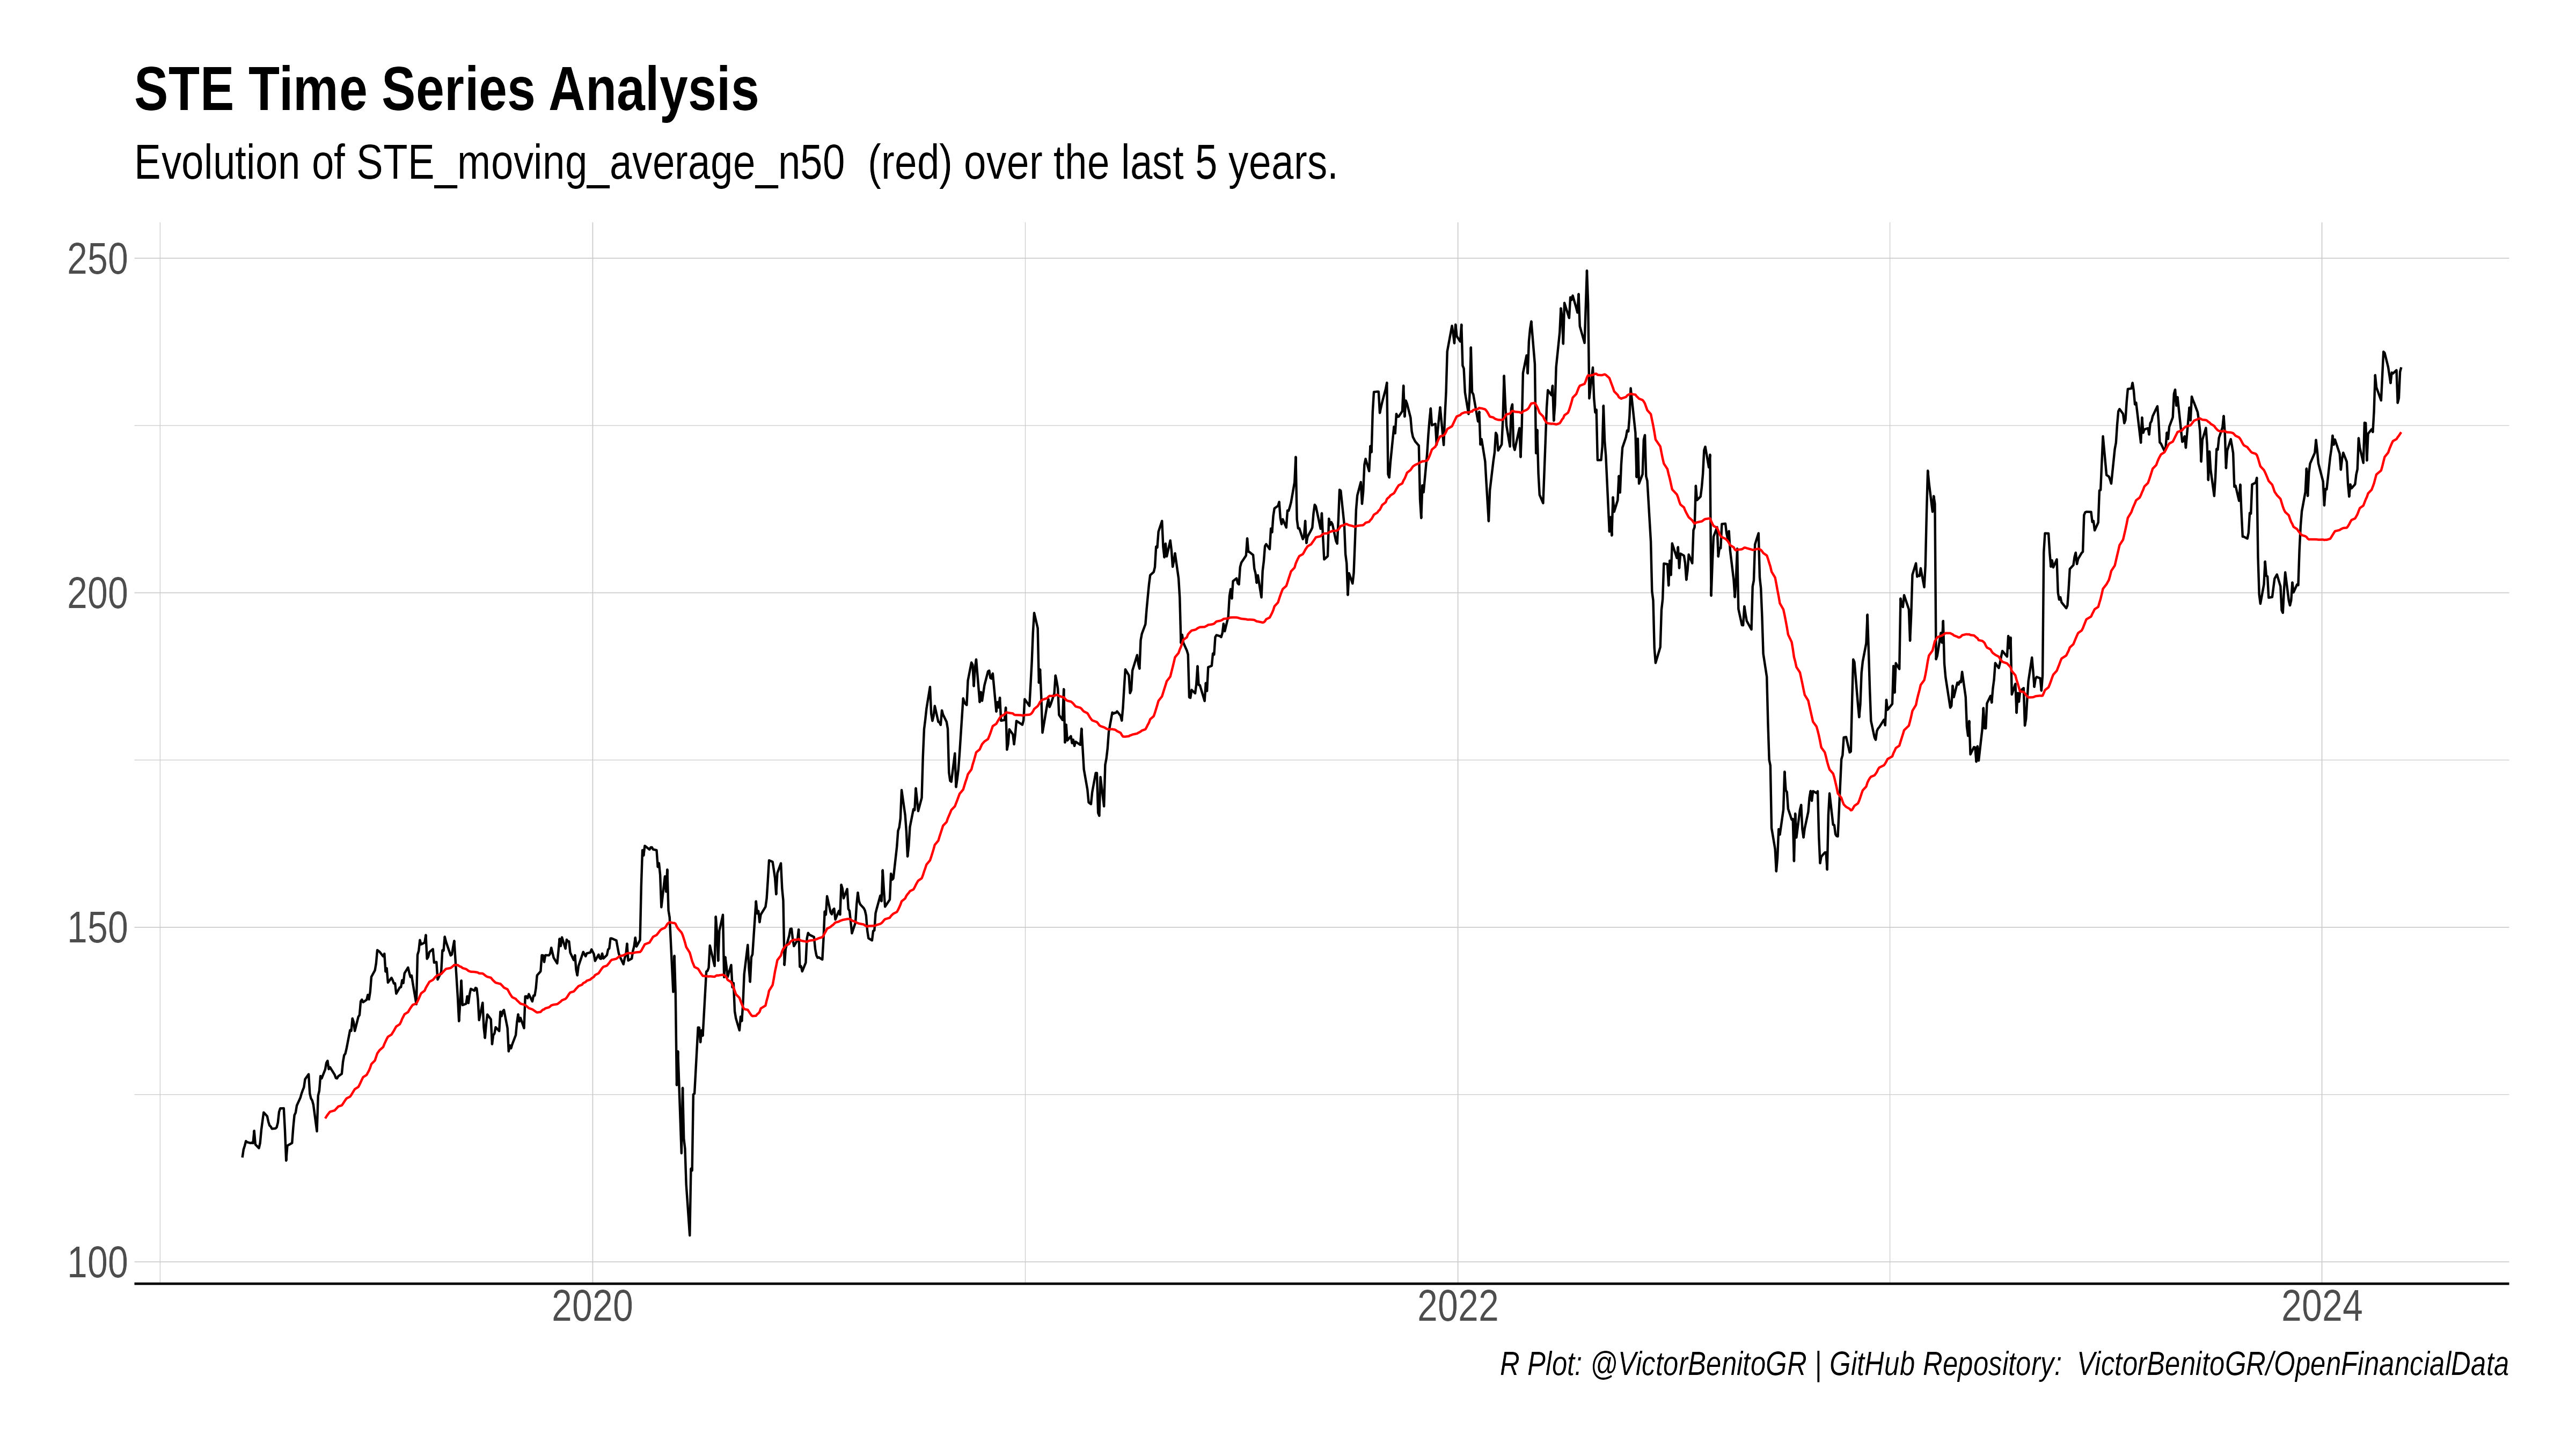 STE Time Series Analysis
Evolution of STE_moving_average_n50  (red) over the last 5 years.
250
200
150
100
2020 2022 2024
R Plot: @VictorBenitoGR | GitHub Repository:  VictorBenitoGR/OpenFinancialData